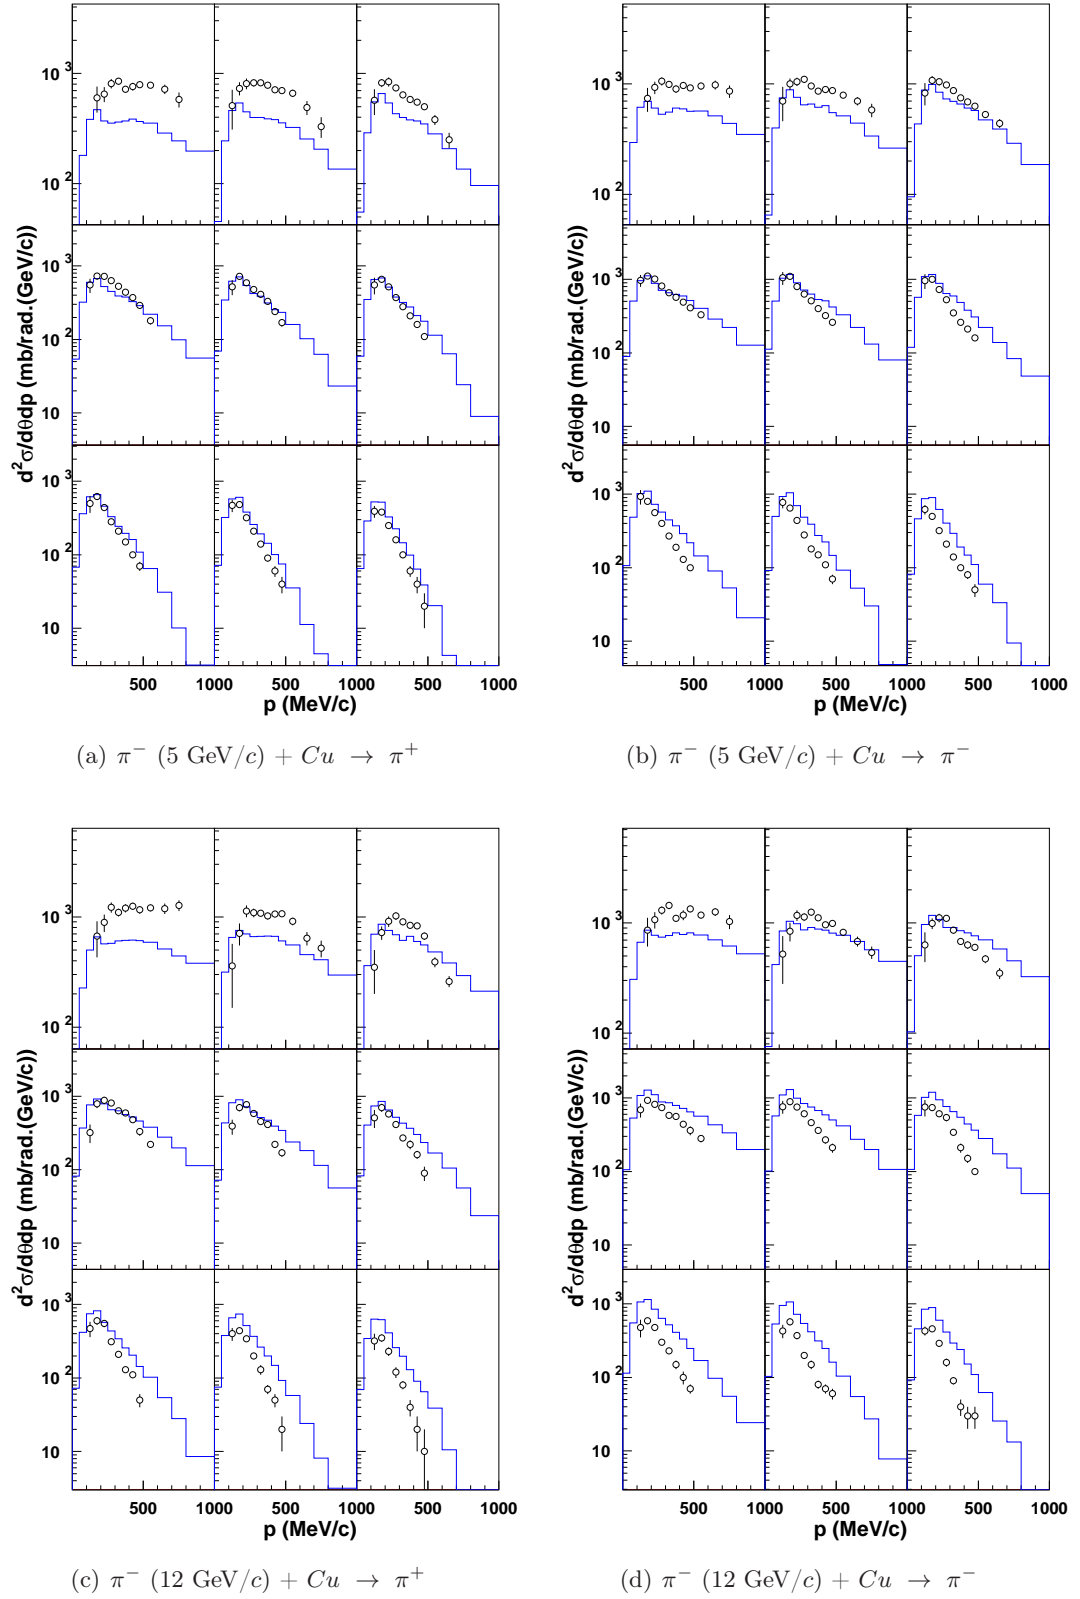 10³
10²
10³
10²
10
10³
10²
10
500 1000 500 1000 500 1000
d²σ/dθdp (mb/rad.(GeV/c))
p (MeV/c)
(a) π⁻ (5 GeV/c) + Cu → π⁺
10³
10²
10³
10²
10
10³
10²
10
500 1000 500 1000 500 1000
d²σ/dθdp (mb/rad.(GeV/c))
p (MeV/c)
(b) π⁻ (5 GeV/c) + Cu → π⁻
10³
10²
10³
10²
10
10³
10²
10
500 1000 500 1000 500 1000
d²σ/dθdp (mb/rad.(GeV/c))
p (MeV/c)
(c) π⁻ (12 GeV/c) + Cu → π⁺
10³
10²
10³
10²
10
10³
10²
10
500 1000 500 1000 500 1000
d²σ/dθdp (mb/rad.(GeV/c))
p (MeV/c)
(d) π⁻ (12 GeV/c) + Cu → π⁻